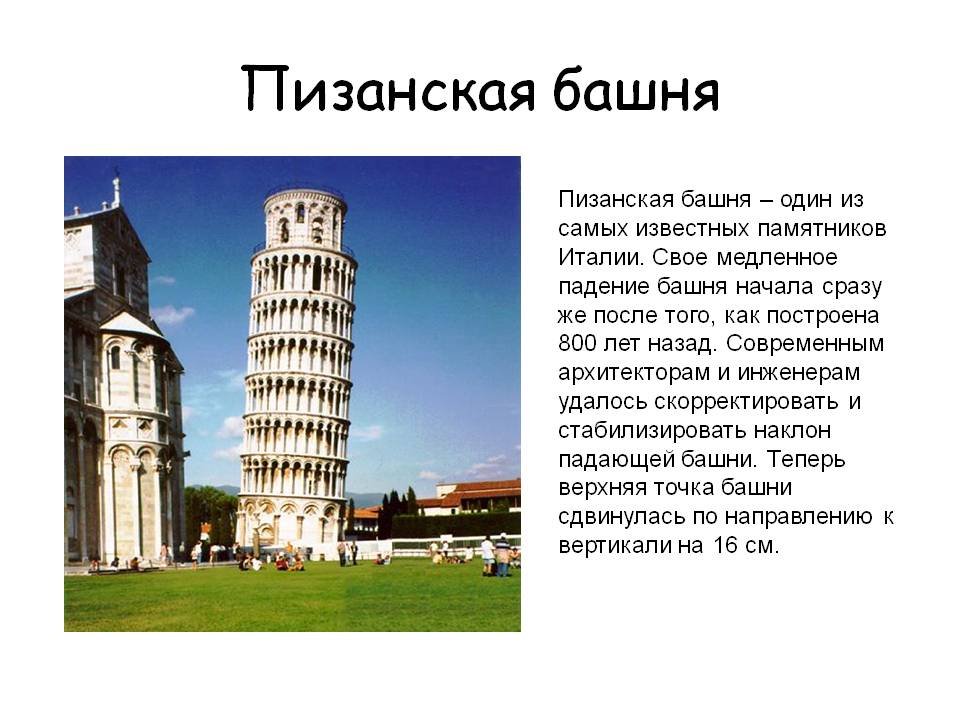 Пизанская башня
Пизанская башня – один из
самых известных памятников
Италии. Свое медленное
падение башня начала сразу
же после того, как построена
800 лет назад. Современным
архитекторам и инженерам
удалось скорректировать и
стабилизировать наклон
падающей башни. Теперь
верхняя точка башни
сдвинулась по направлению к
вертикали на 16 см.